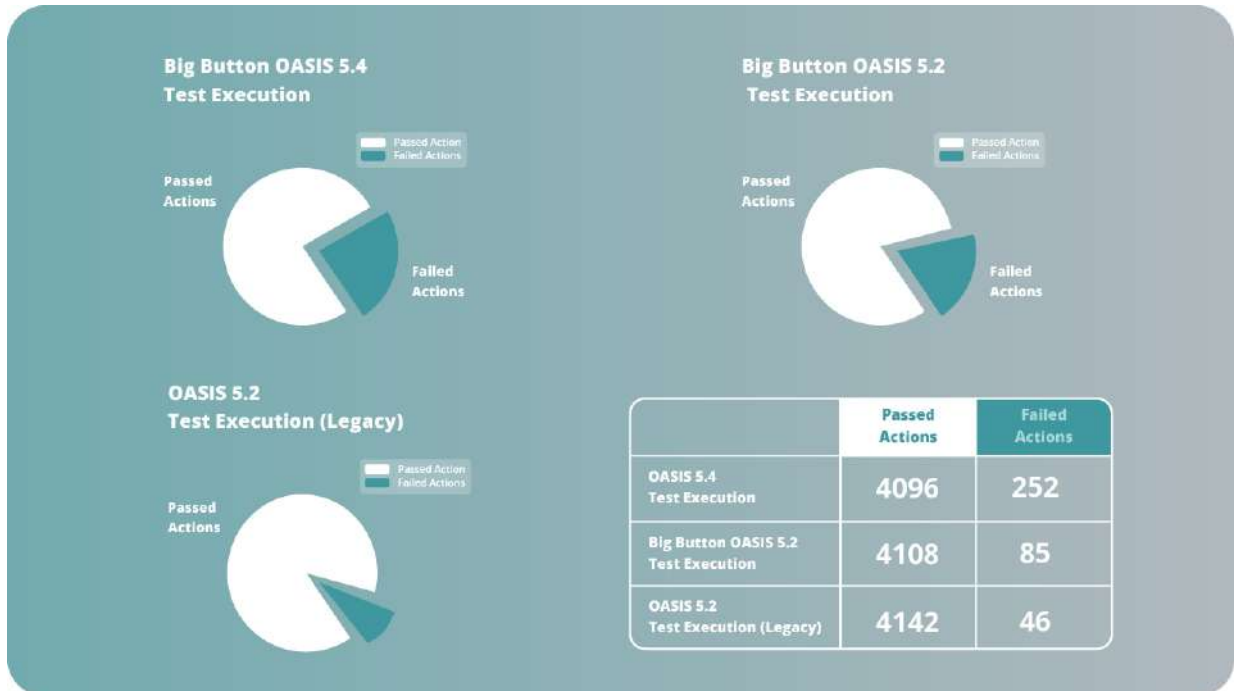 Big Button OASIS 5.4
Test Execution
Passed Action
Failed Actions
Passed
Actions
Failed
Actions
Big Button OASIS 5.2
Test Execution
Passed Action
Failed Actions
Passed
Actions
Failed
Actions
OASIS 5.2
Test Execution (Legacy)
Passed Action
Failed Actions
Passed
Actions
Passed
Actions
Failed
Actions
OASIS 5.4
Test Execution
4096
252
Big Button OASIS 5.2
Test Execution
4108
85
OASIS 5.2
Test Execution (Legacy)
4142
46